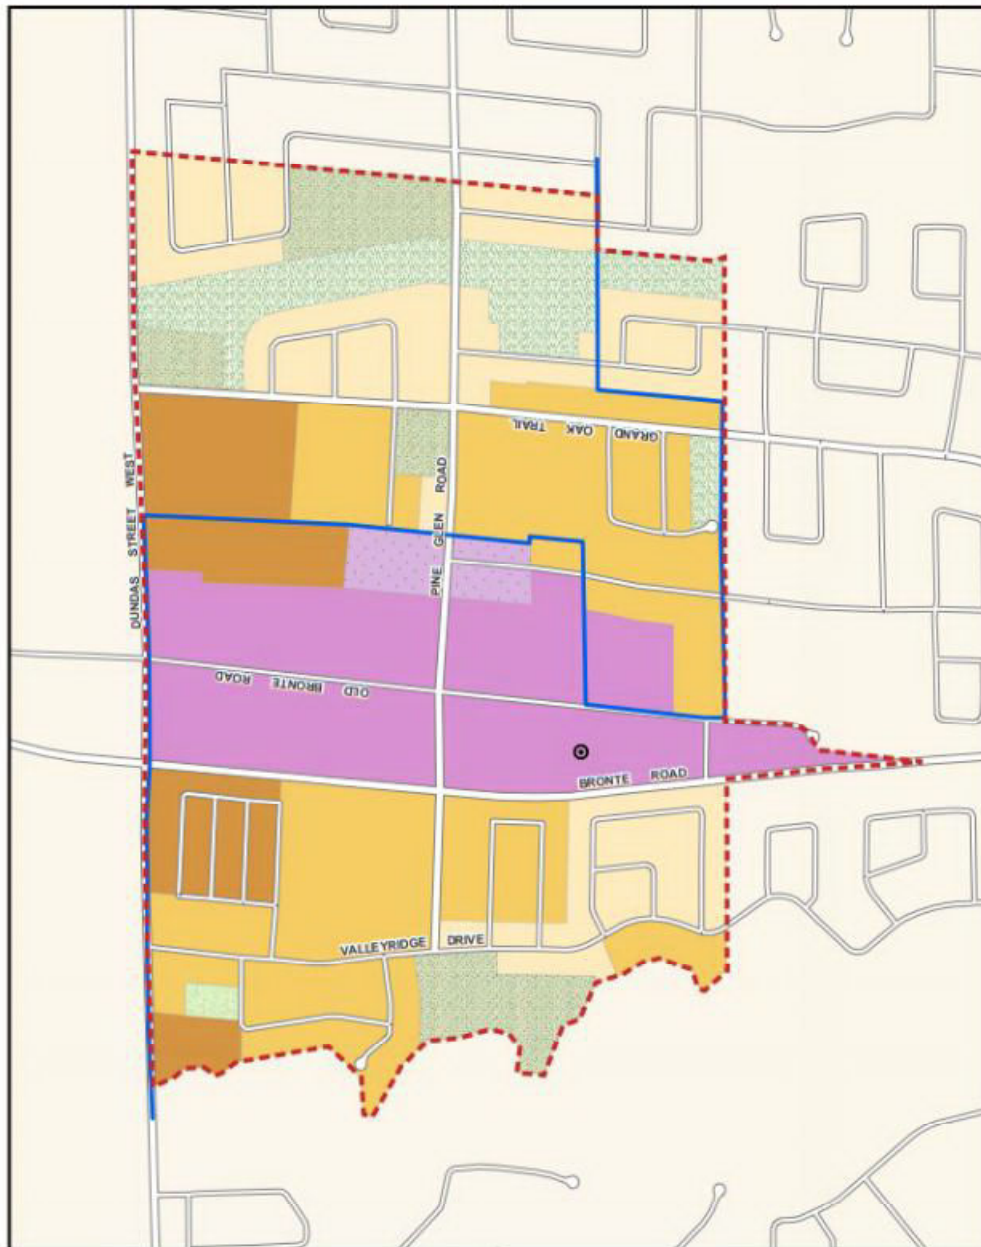 GRAND OAK TRAIL
DUNDAS STREET WEST
PINE GLEN ROAD
OLD BRONTE ROAD
BRONTE ROAD
VALLEYRIDGE DRIVE